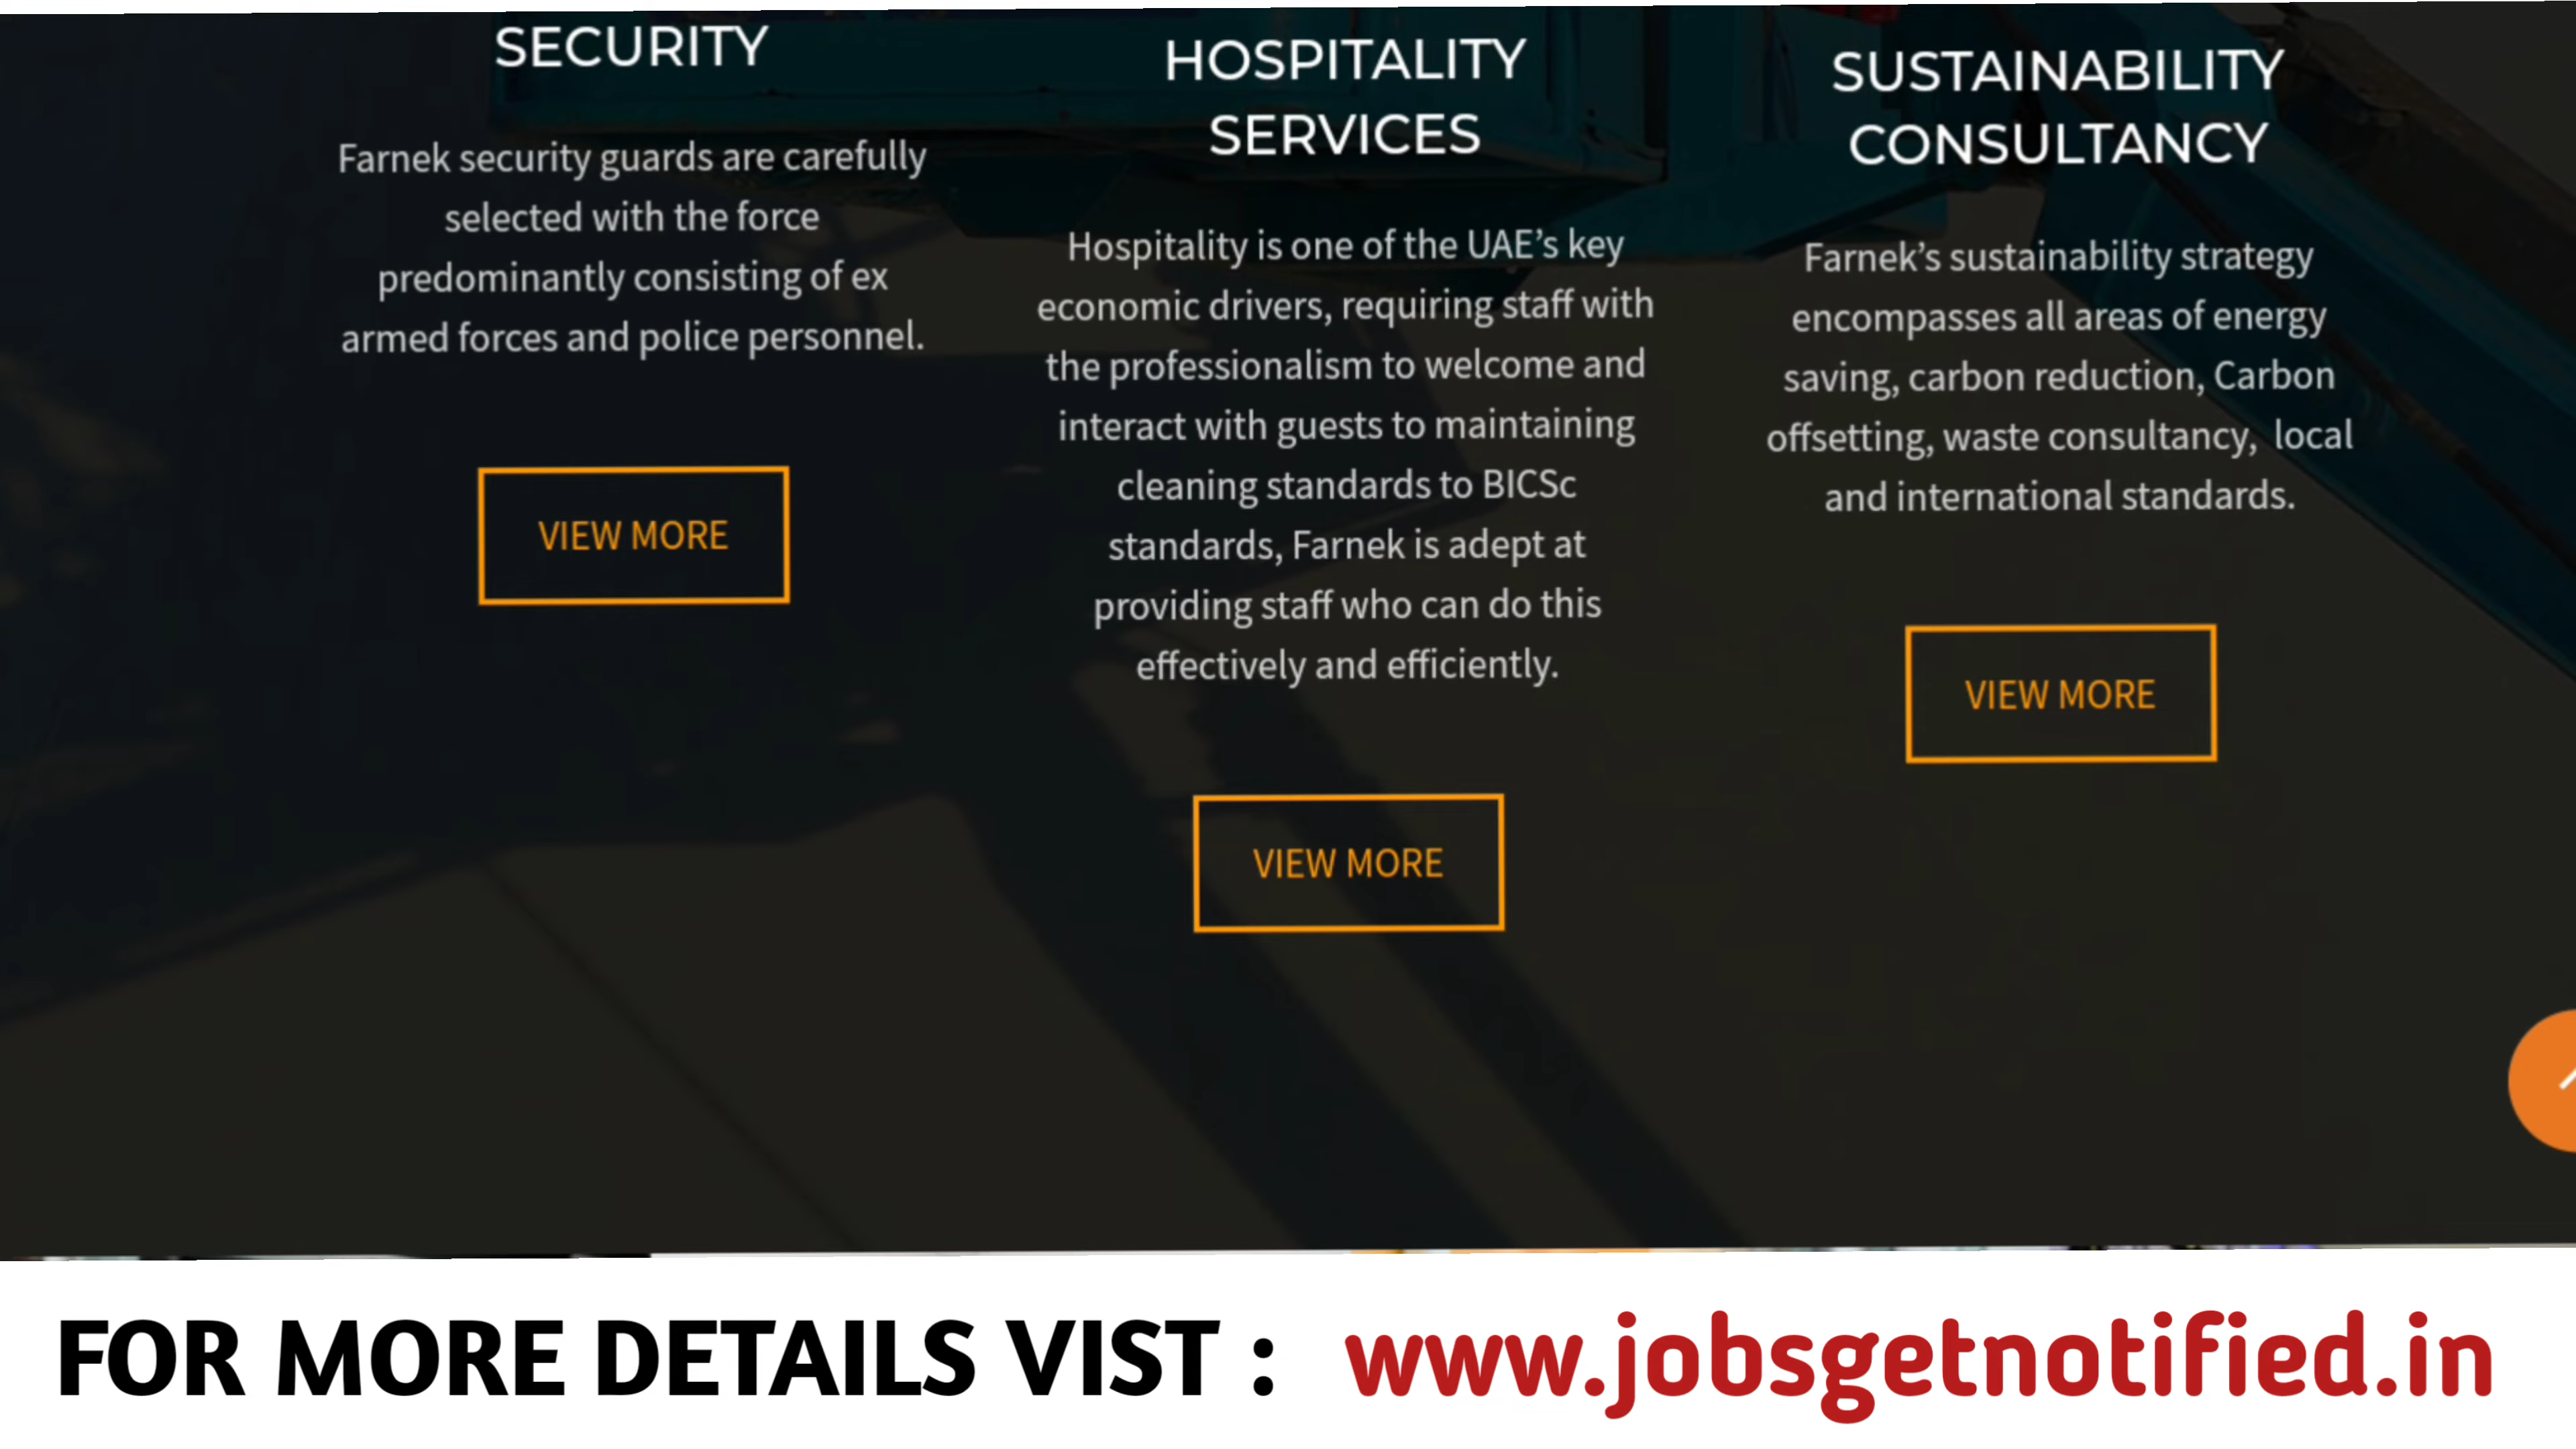 SECURITY
Farnek security guards are carefully
selected with the force
predominantly consisting of ex
armed forces and police personnel.
VIEW MORE
HOSPITALITY
SERVICES
Hospitality is one of the UAE’s key
economic drivers, requiring staff with
the professionalism to welcome and
interact with guests to maintaining
cleaning standards to BICSc
standards, Farnek is adept at
providing staff who can do this
effectively and efficiently.
VIEW MORE
SUSTAINABILITY
CONSULTANCY
Farnek’s sustainability strategy
encompasses all areas of energy
saving, carbon reduction, Carbon
offsetting, waste consultancy, local
and international standards.
VIEW MORE
FOR MORE DETAILS VIST : www.jobsgetnotified.in